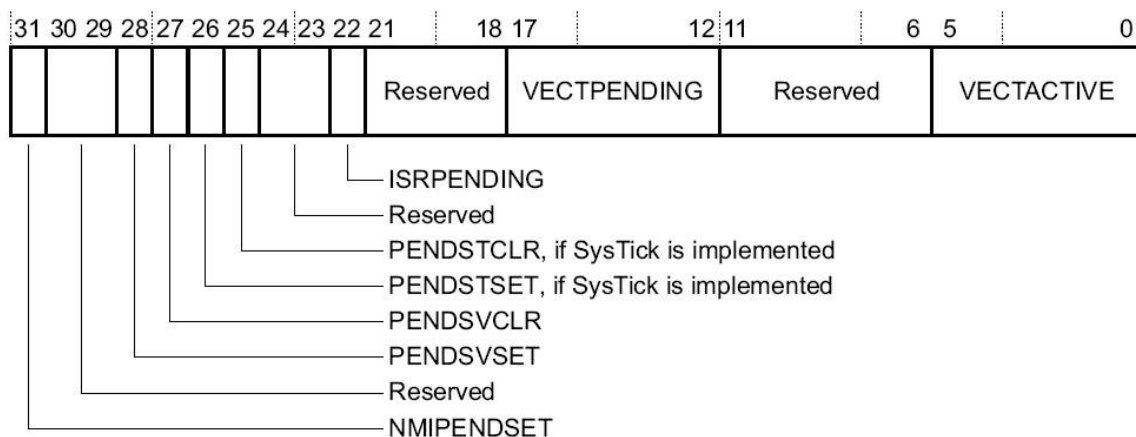 31 30 29 28 27 26 25 24 23 22 21 18 17 12 11 6 5 0
Reserved VECTPENDING Reserved VECTACTIVE
ISRPENDING
Reserved
PENDSTCLR, if SysTick is implemented
PENDSTSET, if SysTick is implemented
PENDSVCLR
PENDSVSET
Reserved
NMIPENDSET